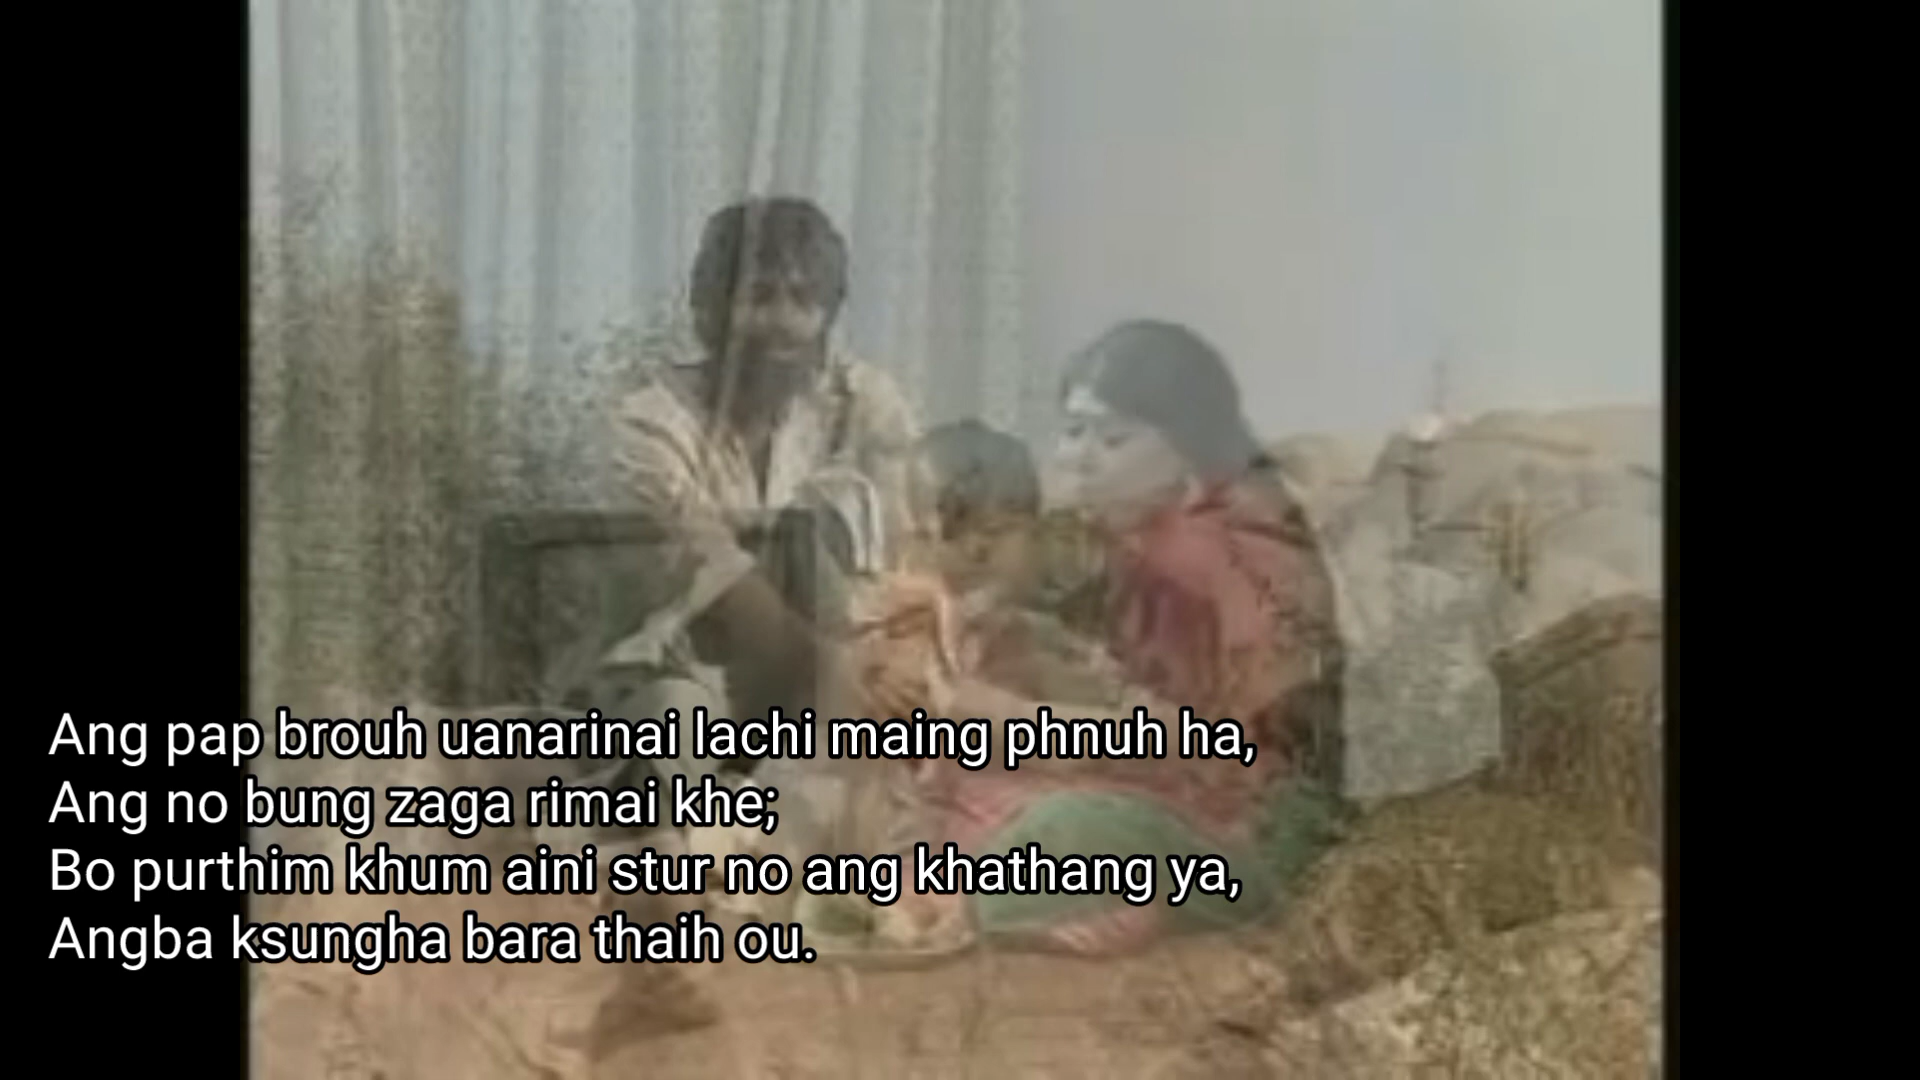 Ang pap brouh uanarinai lachi maing phnuh ha,
Ang no bung zaga rimai khe;
Bo purthim khum aini stur no ang khathang ya,
Angba ksungha bara thaih ou.